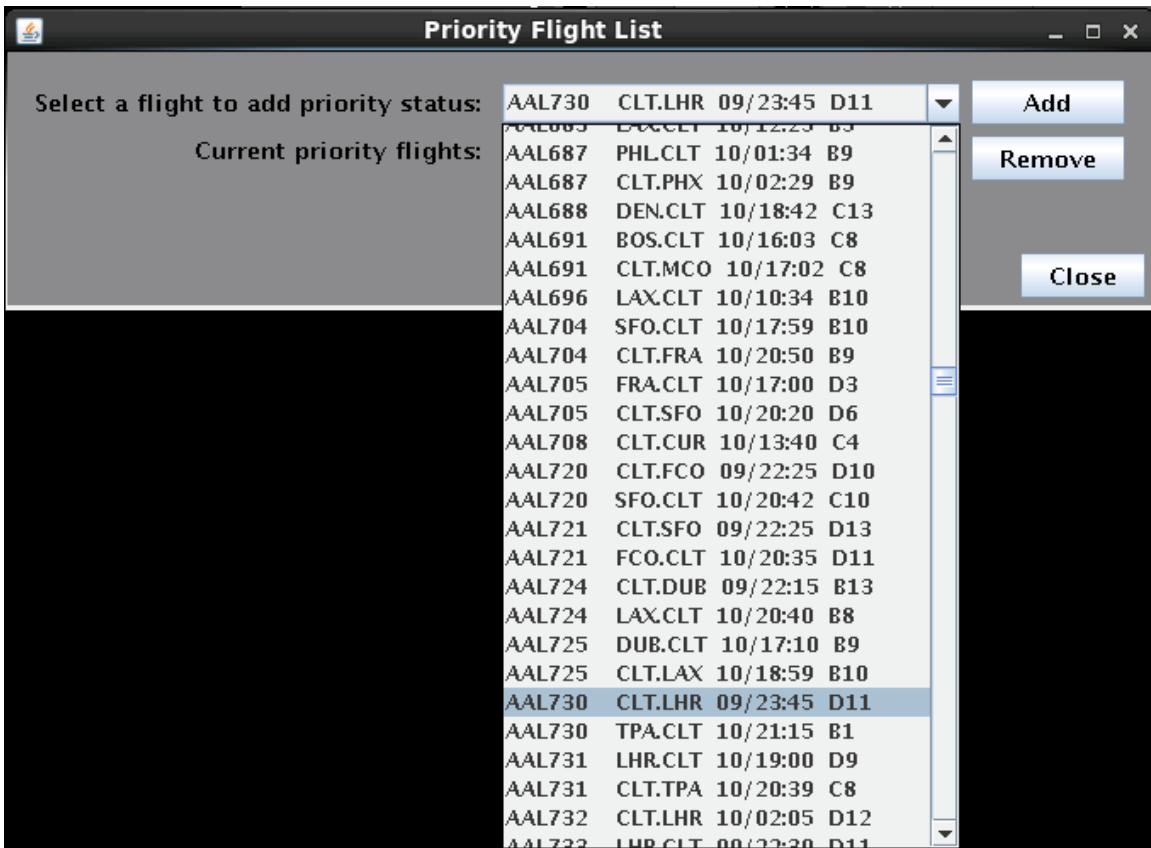 Priority Flight List
Select a flight to add priority status: AAL730 CLT.LHR 09/23:45 D11 Add
Current priority flights:
Remove
Close
AAL687 PHL.CLT 10/01:34 B9
AAL687 CLT.PHX 10/02:29 B9
AAL688 DEN.CLT 10/18:42 C13
AAL691 BOS.CLT 10/16:03 C8
AAL691 CLT.MCO 10/17:02 C8
AAL696 LAX.CLT 10/10:34 B10
AAL704 SFO.CLT 10/17:59 B10
AAL704 CLT.FRA 10/20:50 B9
AAL705 FRA.CLT 10/17:00 D3
AAL705 CLT.SFO 10/20:20 D6
AAL708 CLT.CUR 10/13:40 C4
AAL720 CLT.FCO 09/22:25 D10
AAL720 SFO.CLT 10/20:42 C10
AAL721 CLT.SFO 09/22:25 D13
AAL721 FCO.CLT 10/20:35 D11
AAL724 CLT.DUB 09/22:15 B13
AAL724 LAX.CLT 10/20:40 B8
AAL725 DUB.CLT 10/17:10 B9
AAL725 CLT.LAX 10/18:59 B10
AAL730 CLT.LHR 09/23:45 D11
AAL730 TPA.CLT 10/21:15 B1
AAL731 LHR.CLT 10/19:00 D9
AAL731 CLT.TPA 10/20:39 C8
AAL732 CLT.LHR 10/02:05 D12
AAL733 LHR.CLT 09/22:30 D11